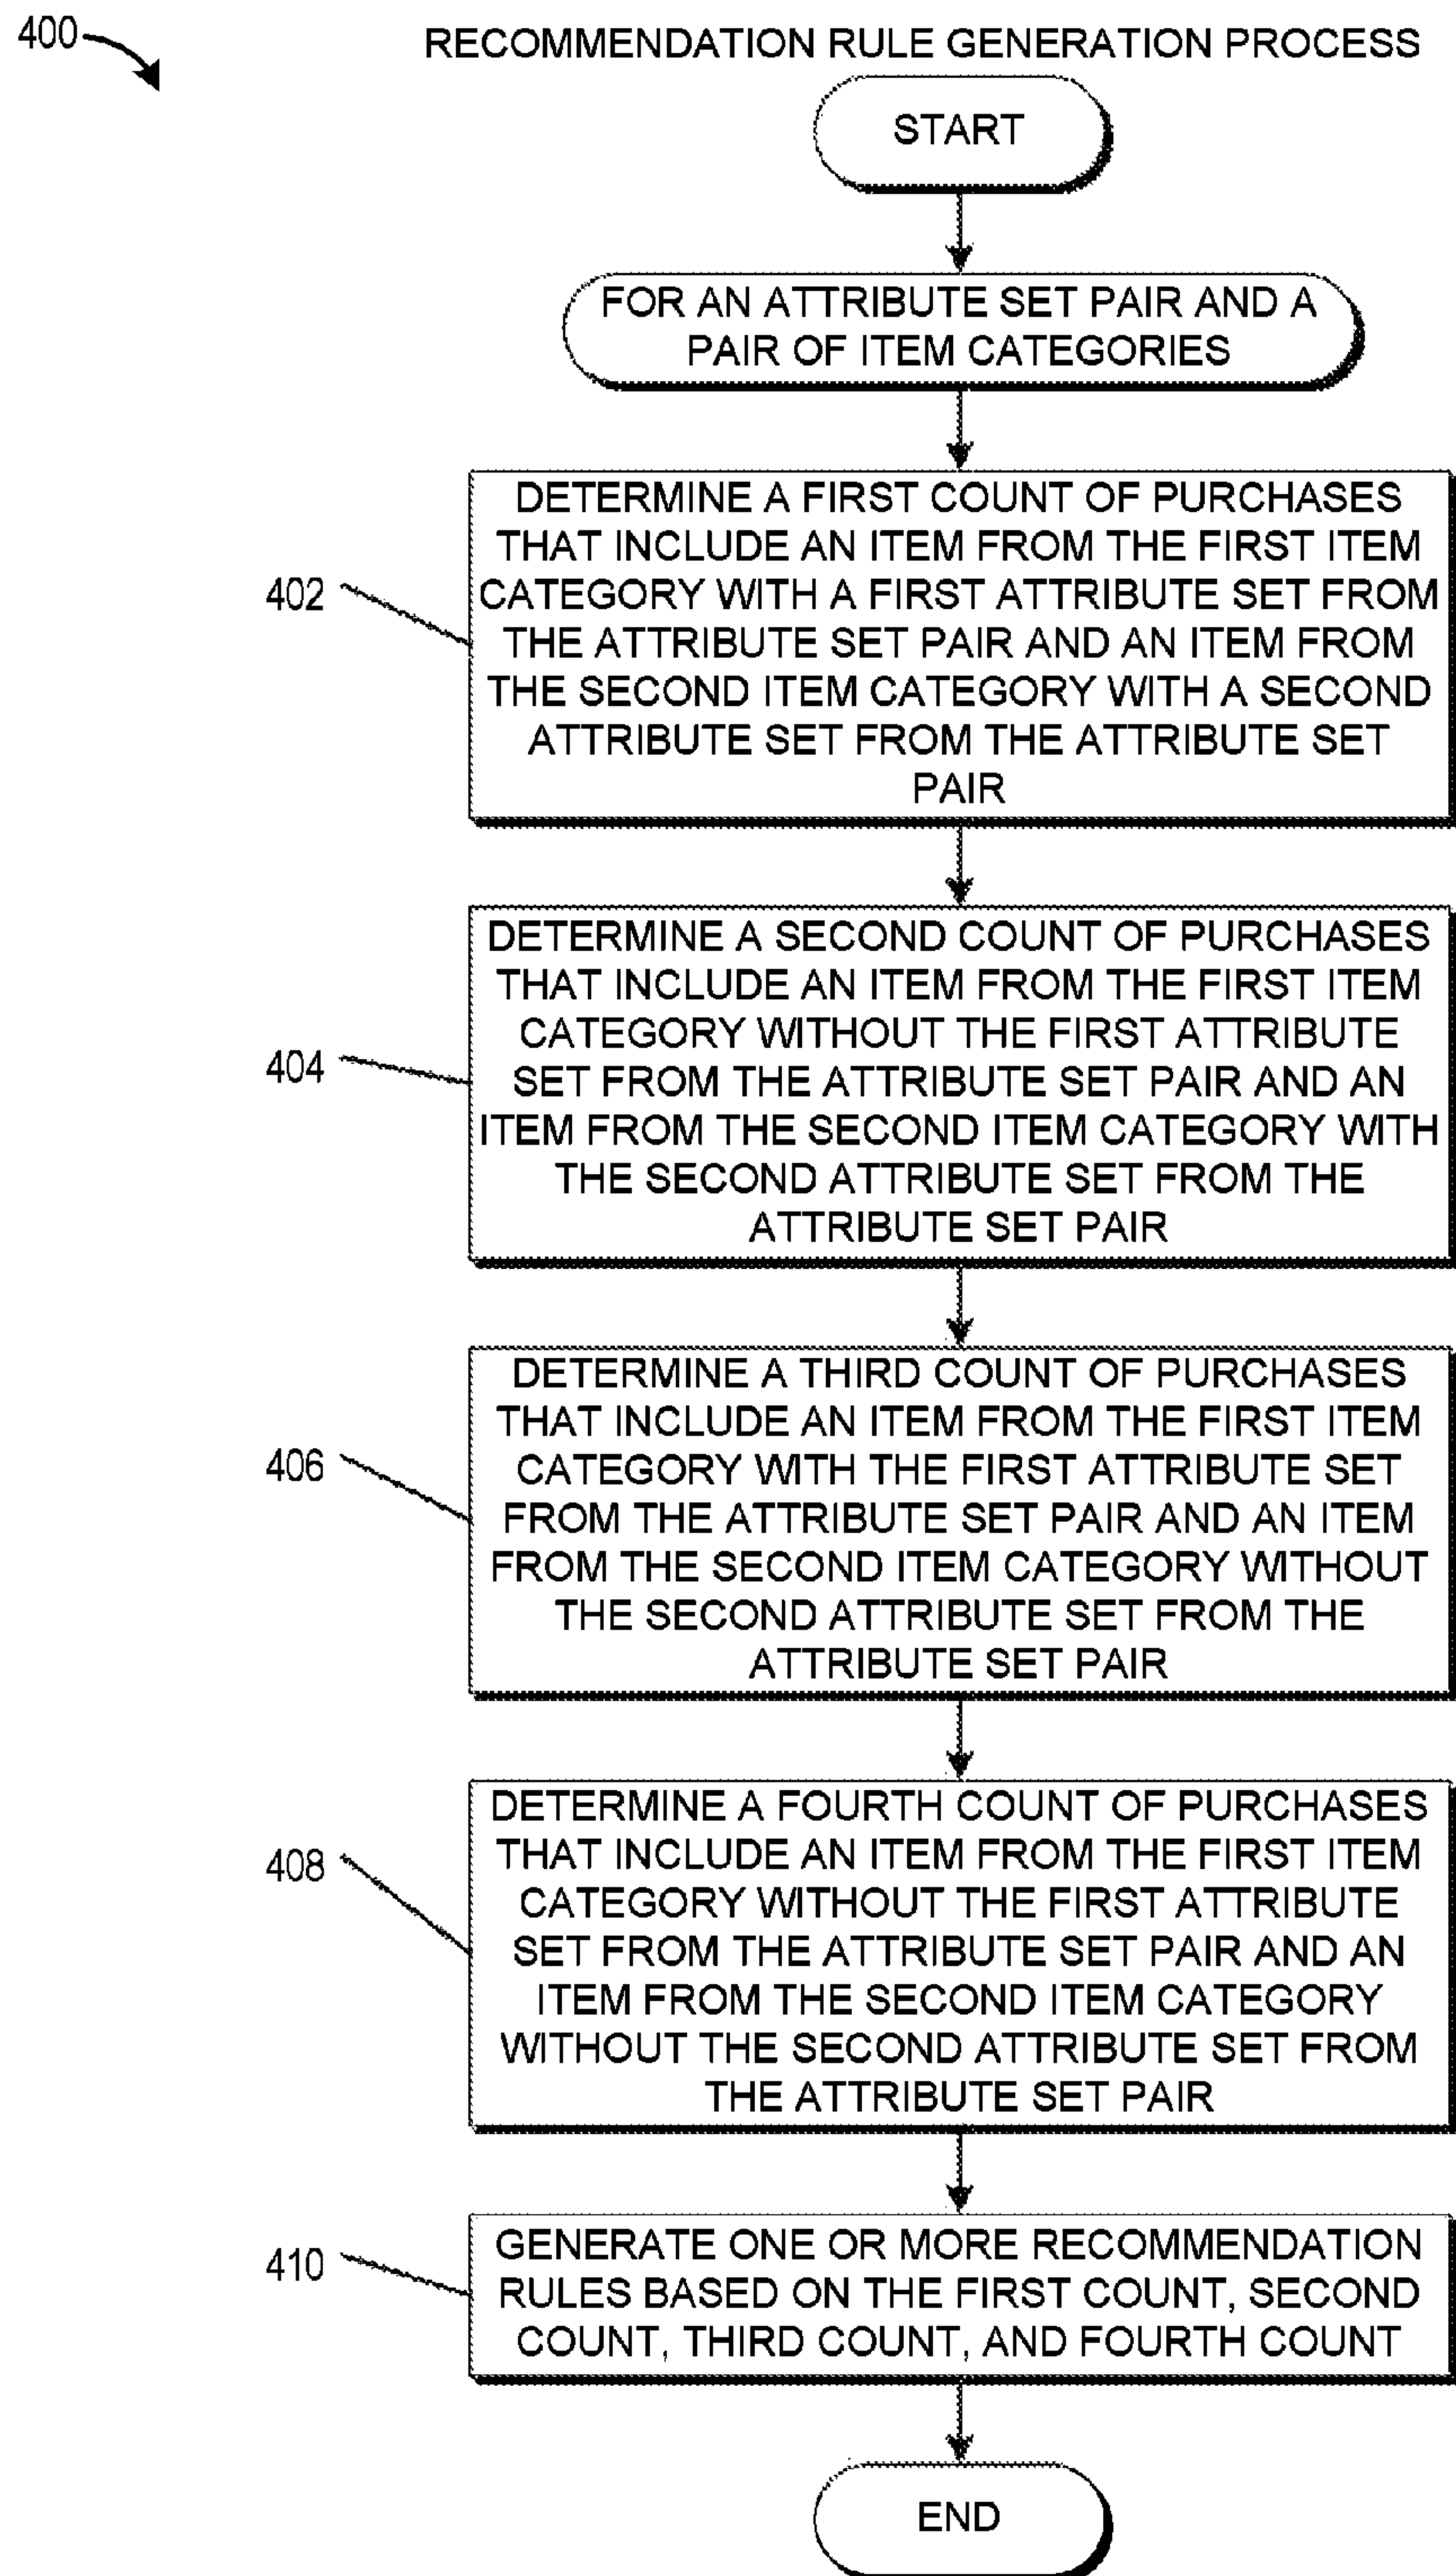 400
RECOMMENDATION RULE GENERATION PROCESS
START
FOR AN ATTRIBUTE SET PAIR AND A
PAIR OF ITEM CATEGORIES
402
DETERMINE A FIRST COUNT OF PURCHASES
THAT INCLUDE AN ITEM FROM THE FIRST ITEM
CATEGORY WITH A FIRST ATTRIBUTE SET FROM
THE ATTRIBUTE SET PAIR AND AN ITEM FROM
THE SECOND ITEM CATEGORY WITH A SECOND
ATTRIBUTE SET FROM THE ATTRIBUTE SET
PAIR
404
DETERMINE A SECOND COUNT OF PURCHASES
THAT INCLUDE AN ITEM FROM THE FIRST ITEM
CATEGORY WITHOUT THE FIRST ATTRIBUTE
SET FROM THE ATTRIBUTE SET PAIR AND AN
ITEM FROM THE SECOND ITEM CATEGORY WITH
THE SECOND ATTRIBUTE SET FROM THE
ATTRIBUTE SET PAIR
406
DETERMINE A THIRD COUNT OF PURCHASES
THAT INCLUDE AN ITEM FROM THE FIRST ITEM
CATEGORY WITH THE FIRST ATTRIBUTE SET
FROM THE ATTRIBUTE SET PAIR AND AN ITEM
FROM THE SECOND ITEM CATEGORY WITHOUT
THE SECOND ATTRIBUTE SET FROM THE
ATTRIBUTE SET PAIR
408
DETERMINE A FOURTH COUNT OF PURCHASES
THAT INCLUDE AN ITEM FROM THE FIRST ITEM
CATEGORY WITHOUT THE FIRST ATTRIBUTE
SET FROM THE ATTRIBUTE SET PAIR AND AN
ITEM FROM THE SECOND ITEM CATEGORY
WITHOUT THE SECOND ATTRIBUTE SET FROM
THE ATTRIBUTE SET PAIR
410
GENERATE ONE OR MORE RECOMMENDATION
RULES BASED ON THE FIRST COUNT, SECOND
COUNT, THIRD COUNT, AND FOURTH COUNT
END